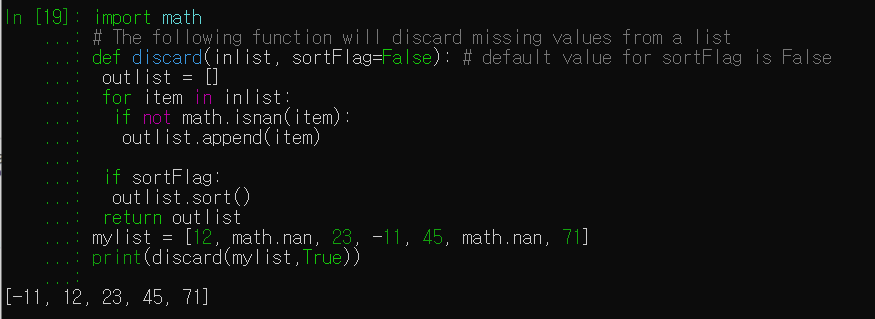 In [19]: import math
    ...: # The following function will discard missing values from a list
    ...: def discard(inlist, sortFlag=False): # default value for sortFlag is False
    ...:  outlist = []
    ...:  for item in inlist:
    ...:   if not math.isnan(item):
    ...:    outlist.append(item)
    ...:
    ...:  if sortFlag:
    ...:   outlist.sort()
    ...:  return outlist
    ...: mylist = [12, math.nan, 23, -11, 45, math.nan, 71]
    ...: print(discard(mylist,True))
    ...:
[-11, 12, 23, 45, 71]